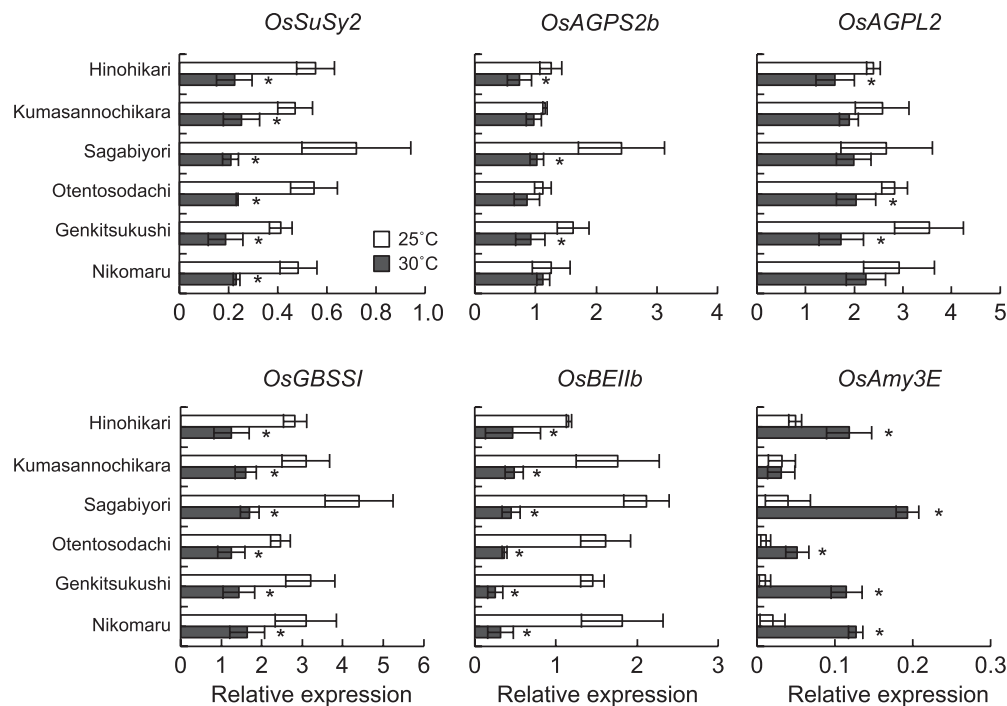 OsSuSy2 OsAGPS2b OsAGPL2
Hinohikari * * *
Kumasannochikara *
Sagabiyori * *
Otentosodachi * *
Genkitsukushi * * *
25˚C
30˚C
Nikomaru *
0 0.2 0.4 0.6 0.8 1.0 0 1 2 3 4 0 1 2 3 4 5
OsGBSSI OsBEIIb OsAmy3E
Hinohikari * * *
Kumasannochikara * *
Sagabiyori * * *
Otentosodachi * * *
Genkitsukushi * * *
Nikomaru * * *
0 1 2 3 4 5 6 0 1 2 3 0 0.1 0.2 0.3
Relative expression Relative expression Relative expression